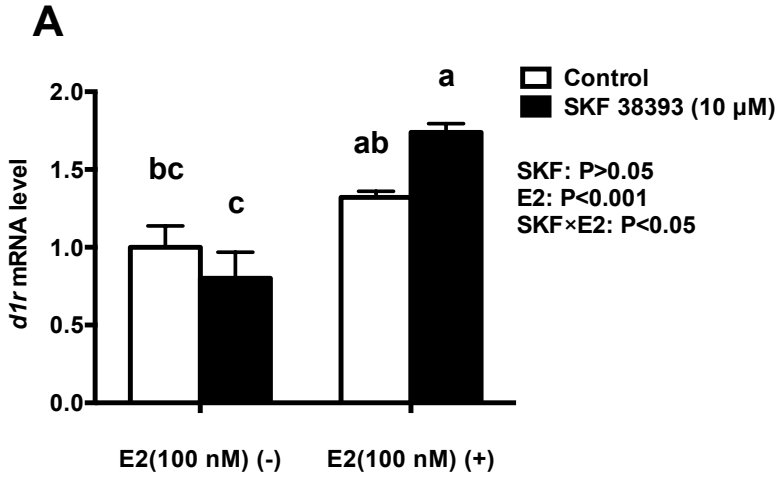 A
a
Control
SKF 38393 (10 µM)
2.0
ab
bc
SKF: P>0.05
1.5
E2: P<0.001
c
SKF×E2: P<0.05
d1r mRNA level
1.0
0.5
0.0
E2(100 nM) (-)
E2(100 nM) (+)